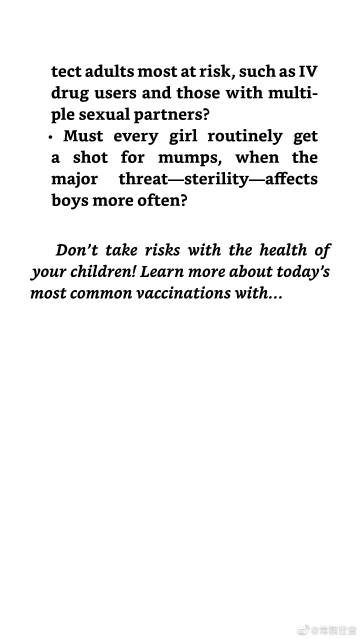 tect adults most at risk, such as IV
drug users and those with multi-
ple sexual partners?
• Must every girl routinely get
a shot for mumps, when the
major threat—sterility—affects
boys more often?
Don't take risks with the health of
your children! Learn more about today's
most common vaccinations with...